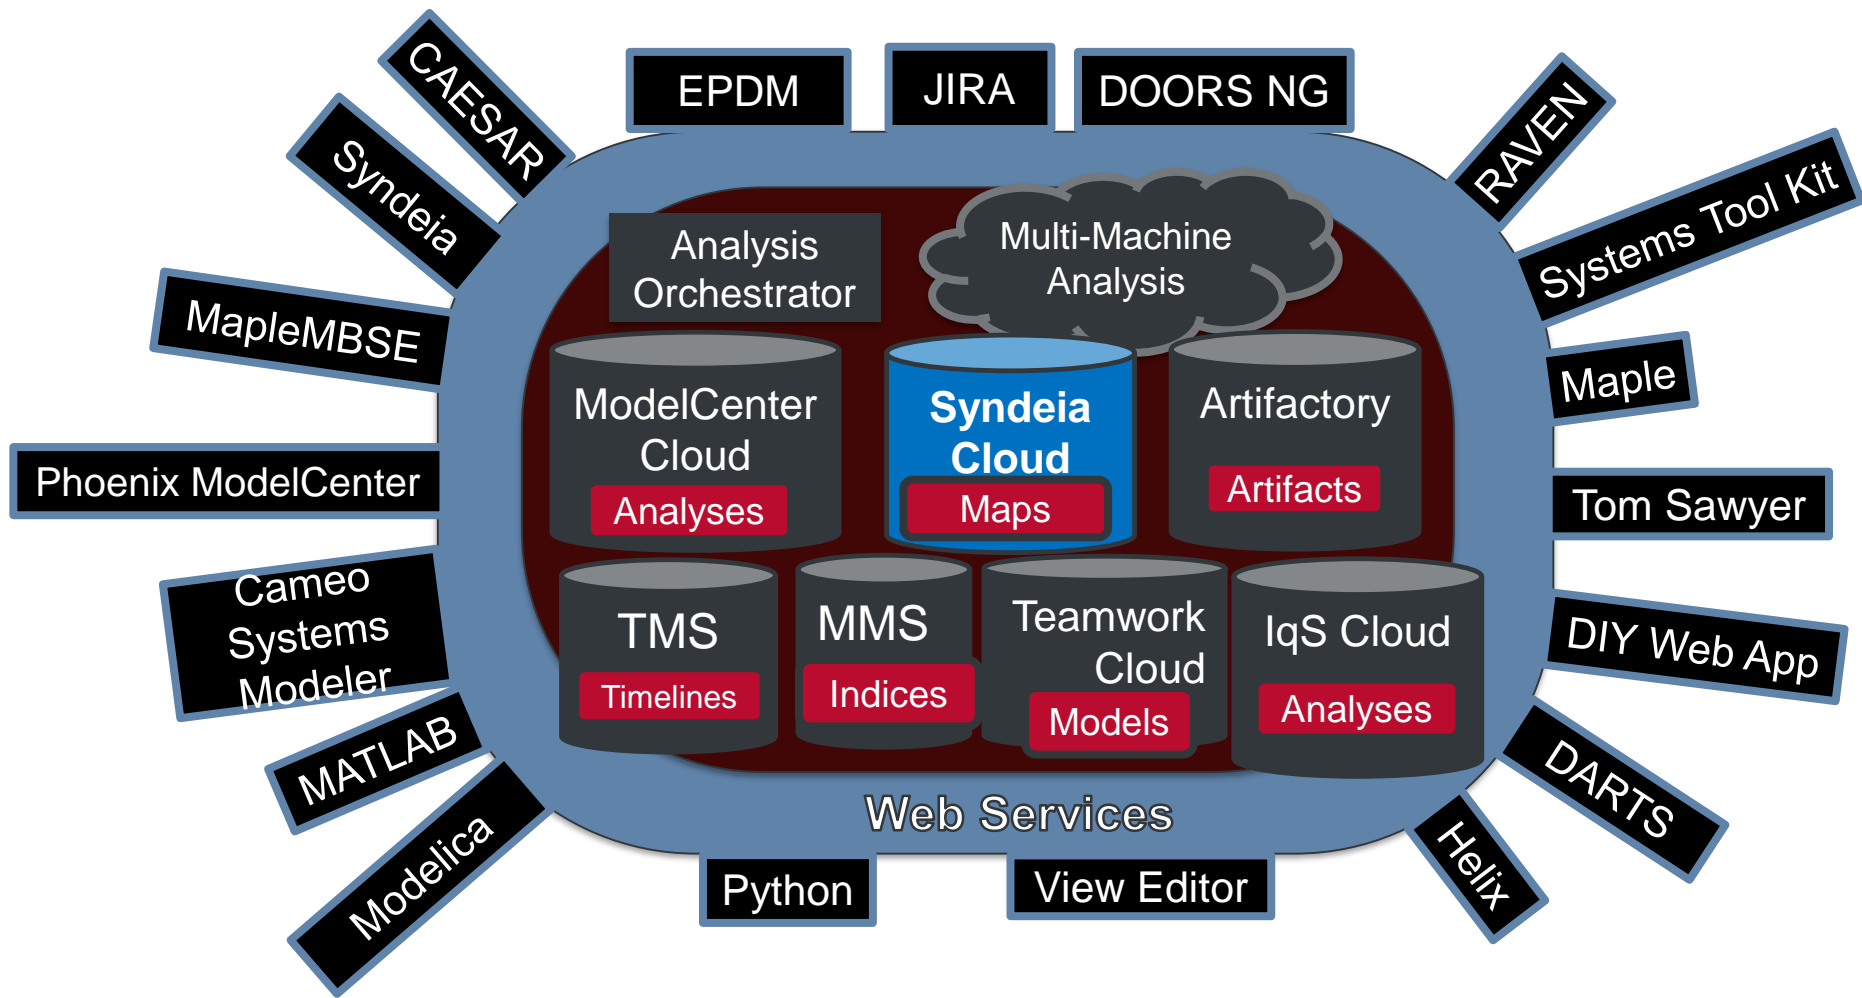 CAESAR
EPDM
JIRA
DOORS NG
RAVEN
Syndeia
Systems Tool Kit
MapleMBSE
Maple
Phoenix ModelCenter
Tom Sawyer
Cameo
Systems
Modeler
DIY Web App
MATLAB
DARTS
Modelica
Helix
Python
View Editor
Analysis
Orchestrator
Multi-Machine
Analysis
ModelCenter
Cloud
Analyses
Syndeia
Cloud
Maps
Artifactory
Artifacts
TMS
Timelines
MMS
Indices
Teamwork
Cloud
Models
IqS Cloud
Analyses
Web Services